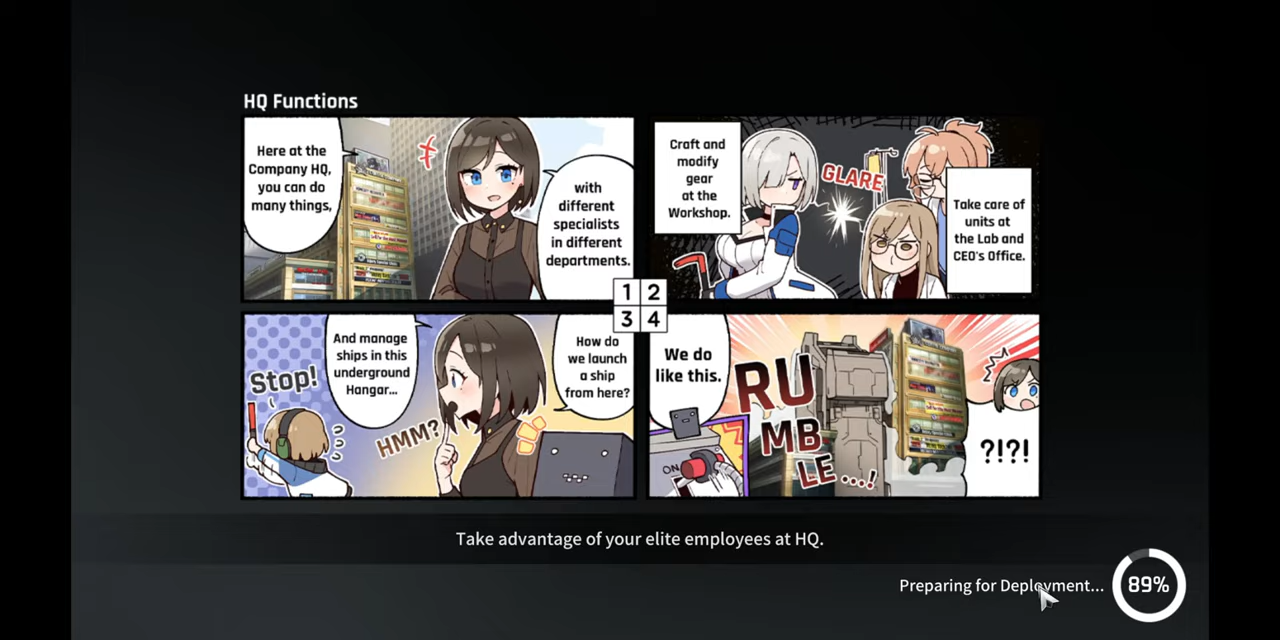 HQ Functions
Here at the
Company HQ,
you can do
many things,
with
different
specialists
in different
departments.
Craft and
modify
gear
at the
Workshop.
GLARE
Take care of
units at
the Lab and
CEO's Office.
1 2
3 4
Stop!
And manage
ships in this
underground
Hangar...
HMM?
How do
we launch
a ship
from here?
We do
like this.
ON
RU
MB
LE...!
?!?!
Take advantage of your elite employees at HQ.
Preparing for Deployment...
89%